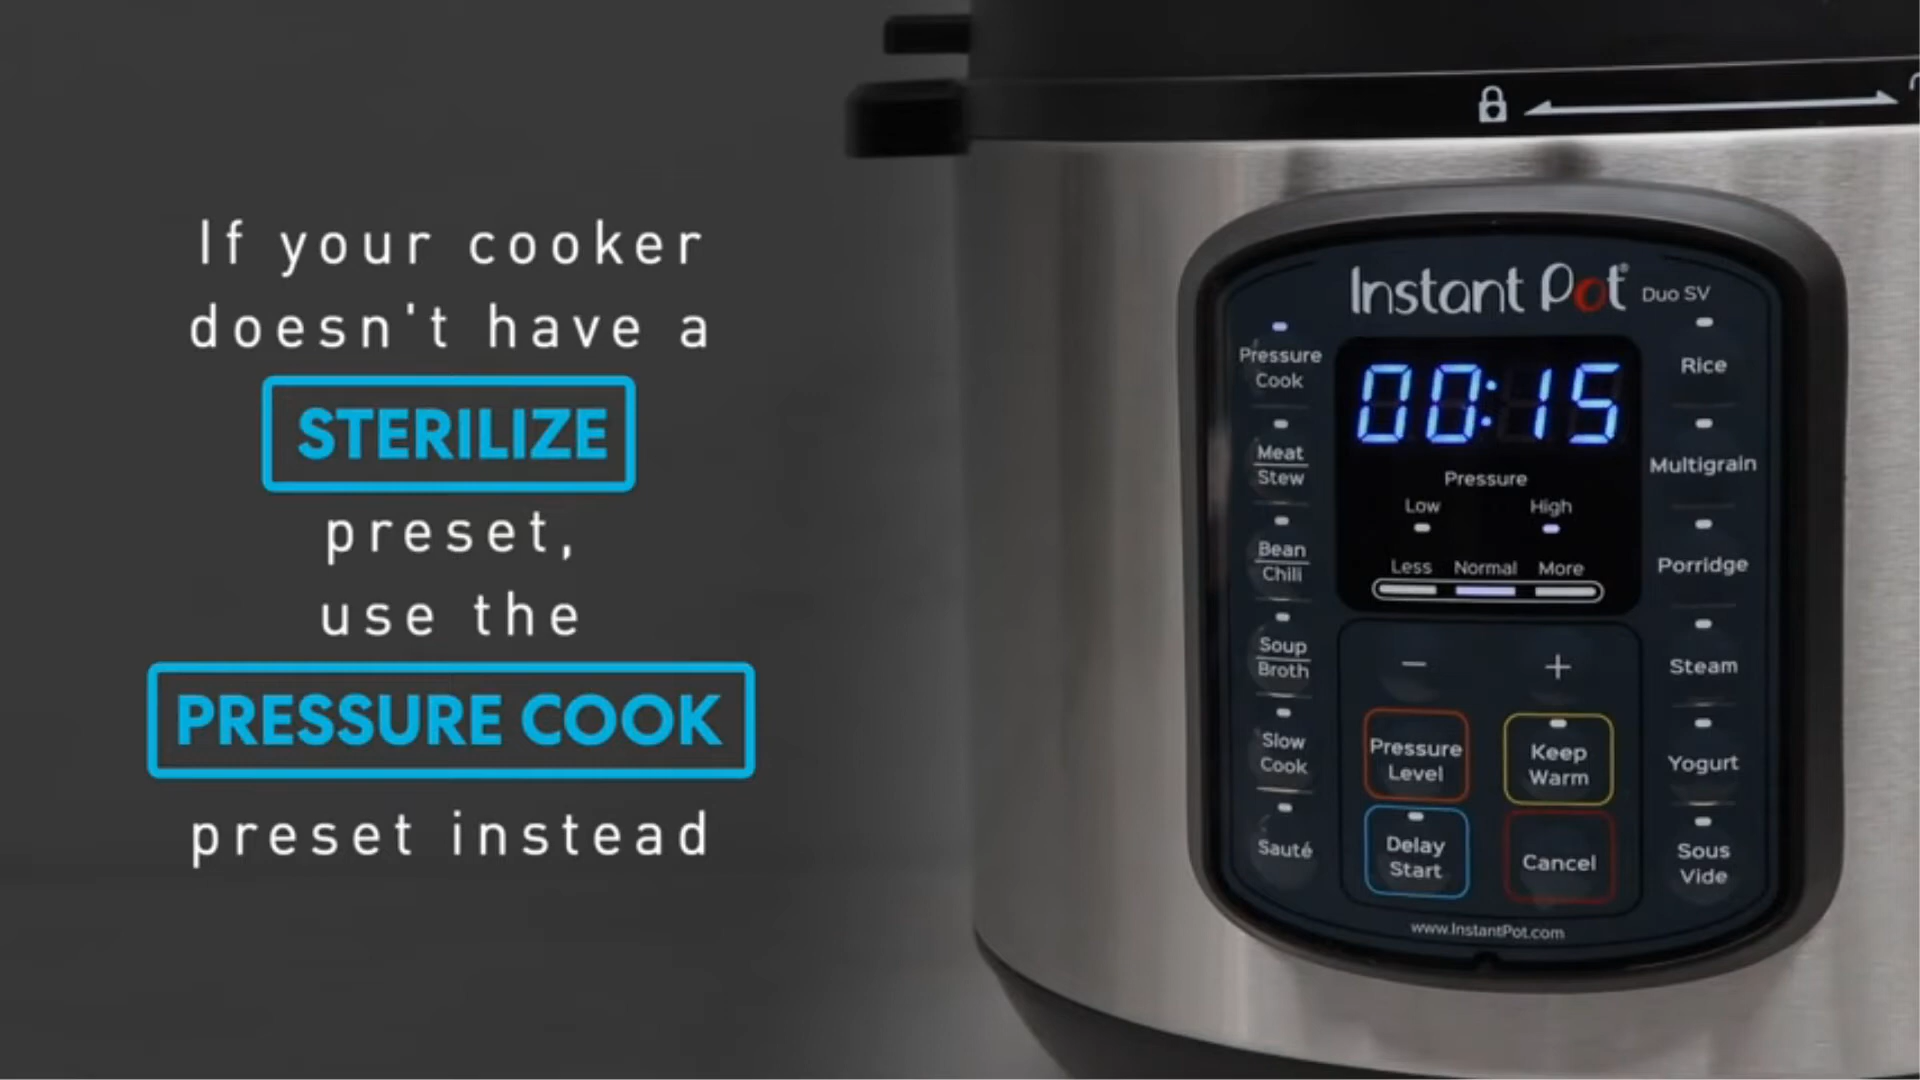 If your cooker
doesn't have a
STERILIZE
preset,
use the
PRESSURE COOK
preset instead
Instant Pot® Duo SV
Pressure
Cook
Meat
Stew
Bean
Chili
Soup
Broth
Slow
Cook
Sauté
00:15
Pressure
Low High
Less Normal More
− +
Pressure
Level
Keep
Warm
Delay
Start
Cancel
Rice
Multigrain
Porridge
Steam
Yogurt
Sous
Vide
www.InstantPot.com